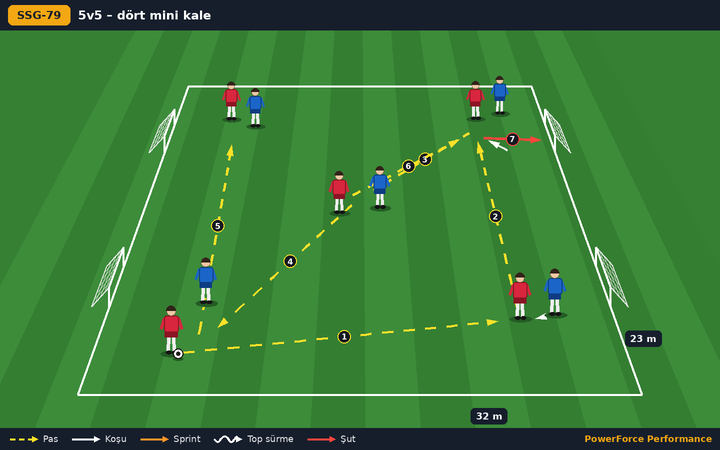 SSG-79 5v5 – dört mini kale
7
6
3
2
5
4
1
23 m
32 m
Pas Koşu Sprint Top sürme Şut PowerForce Performance